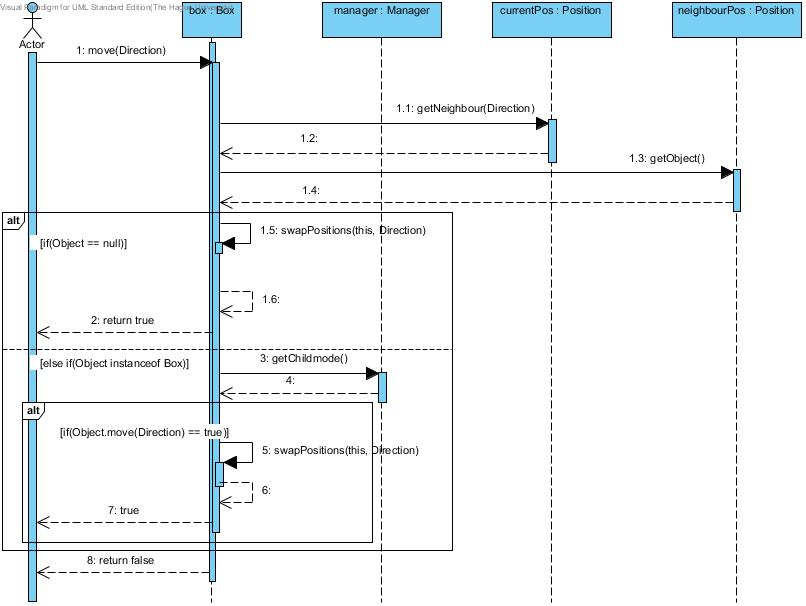 Visual Paradigm for UML Standard Edition(The Hague University)
box : Box
manager : Manager
currentPos : Position
neighbourPos : Position
Actor
1: move(Direction)
1.1: getNeighbour(Direction)
1.2:
1.3: getObject()
1.4:
alt
1.5: swapPositions(this, Direction)
[if(Object == null)]
1.6:
2: return true
[else if(Object instanceof Box)]
3: getChildmode()
4:
alt
[if(Object.move(Direction) == true)]
5: swapPositions(this, Direction)
6:
7: true
8: return false